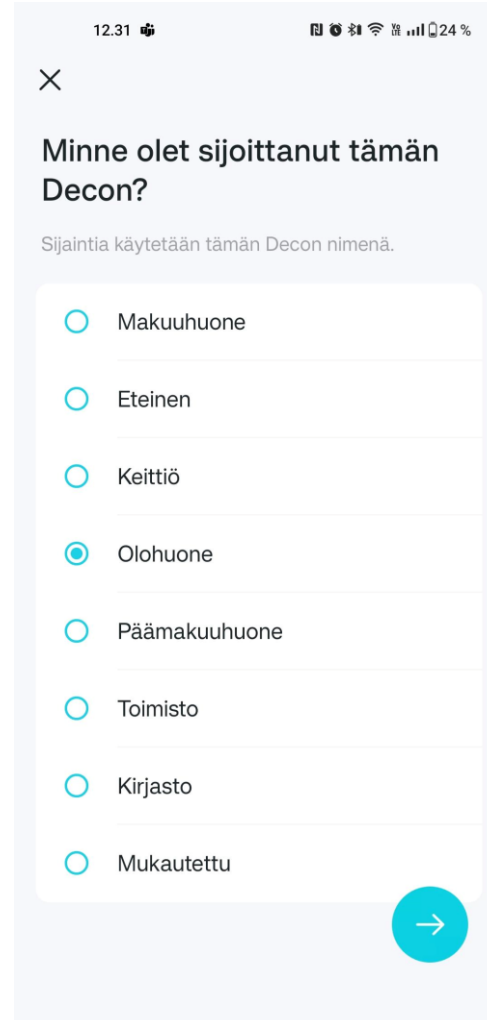 12.31
24 %
Minne olet sijoittanut tämän
Decon?
Sijaintia käytetään tämän Decon nimenä.
Makuuhuone
Eteinen
Keittiö
Olohuone
Päämakuuhuone
Toimisto
Kirjasto
Mukautettu